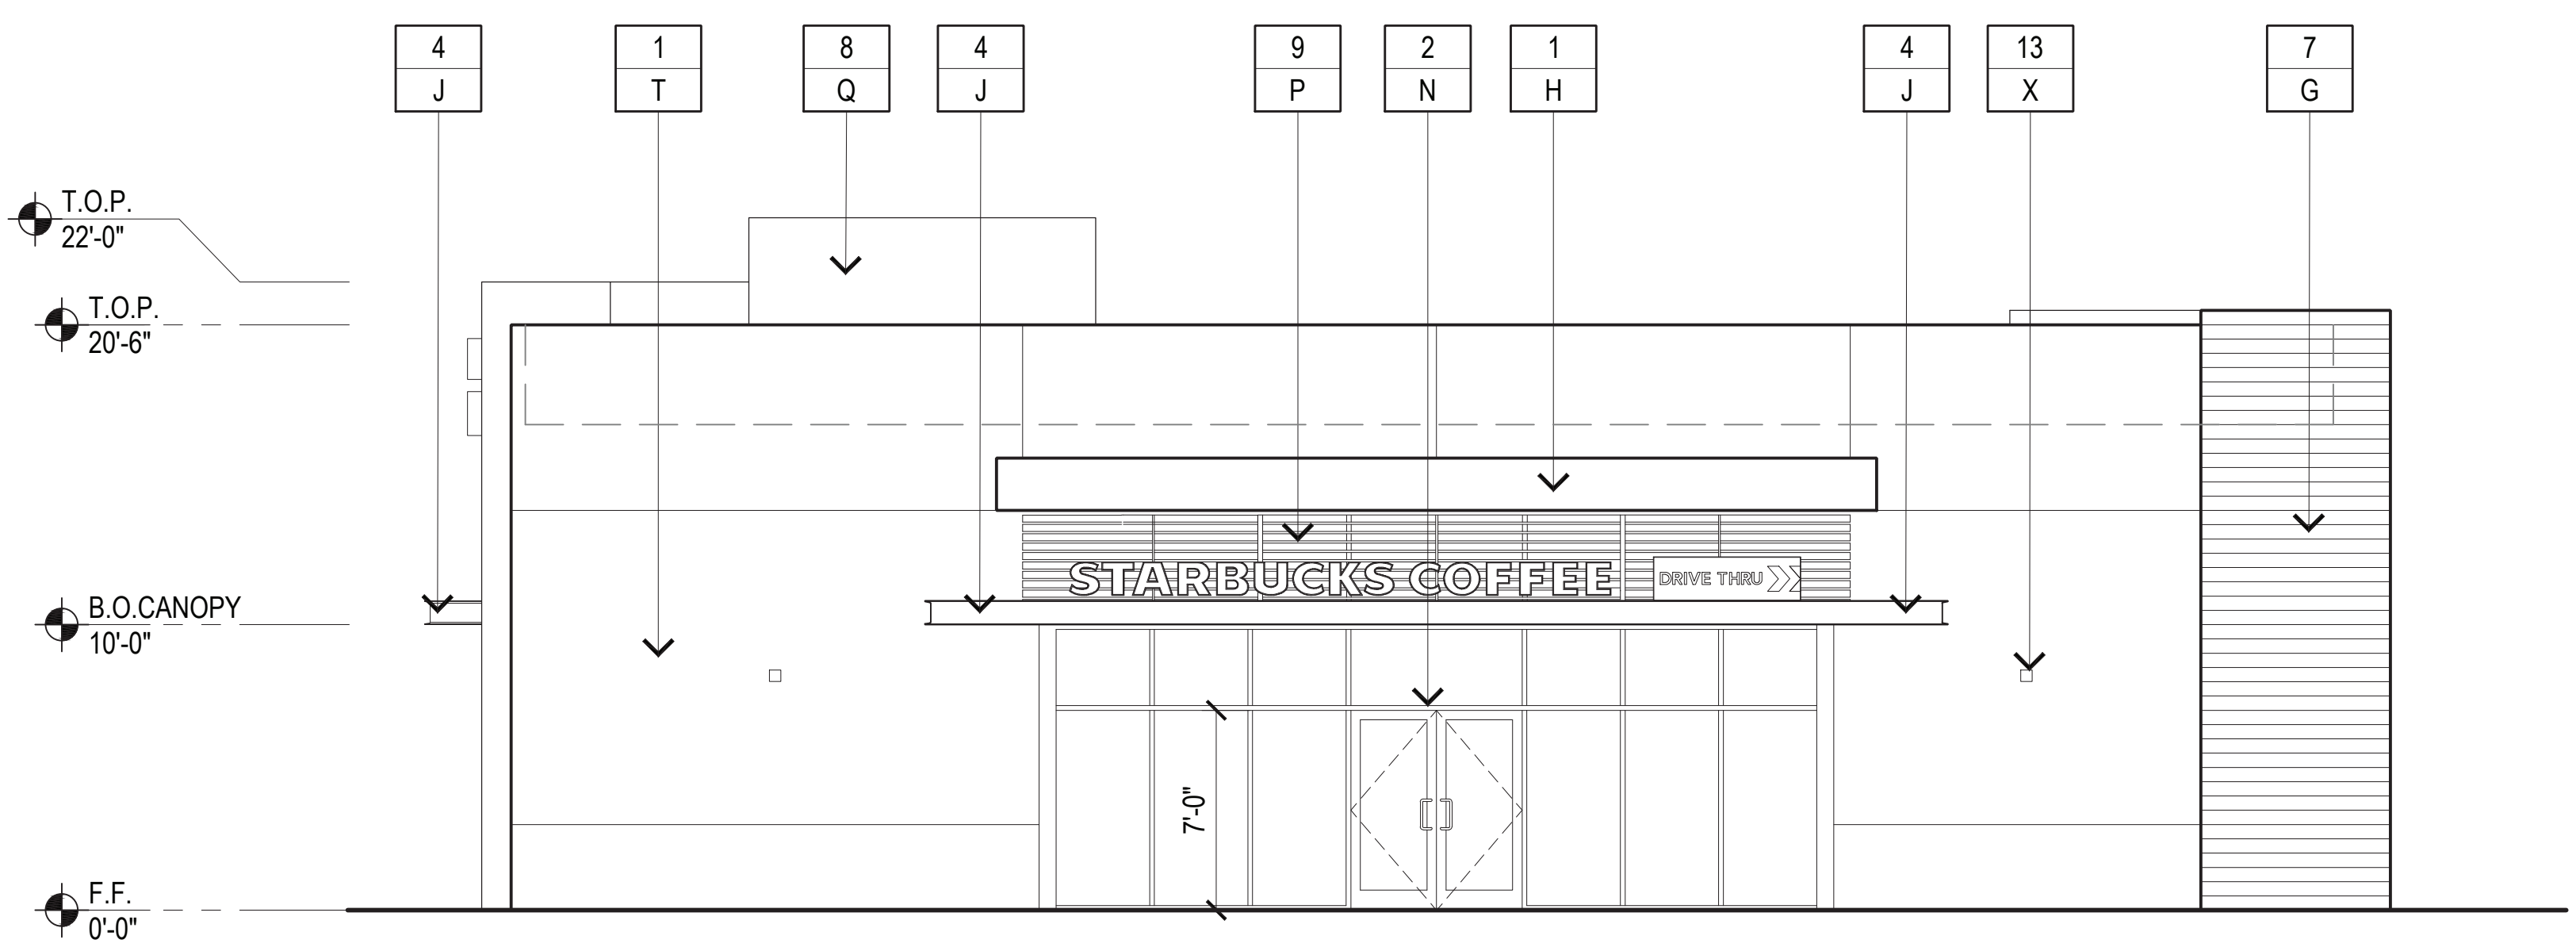 4
J
1
T
8
Q
4
J
9
P
2
N
1
H
4
J
13
X
7
G
T.O.P.
22'-0"
T.O.P.
20'-6"
B.O.CANOPY
10'-0"
STARBUCKS COFFEE
DRIVE THRU
7'-0"
F.F.
0'-0"